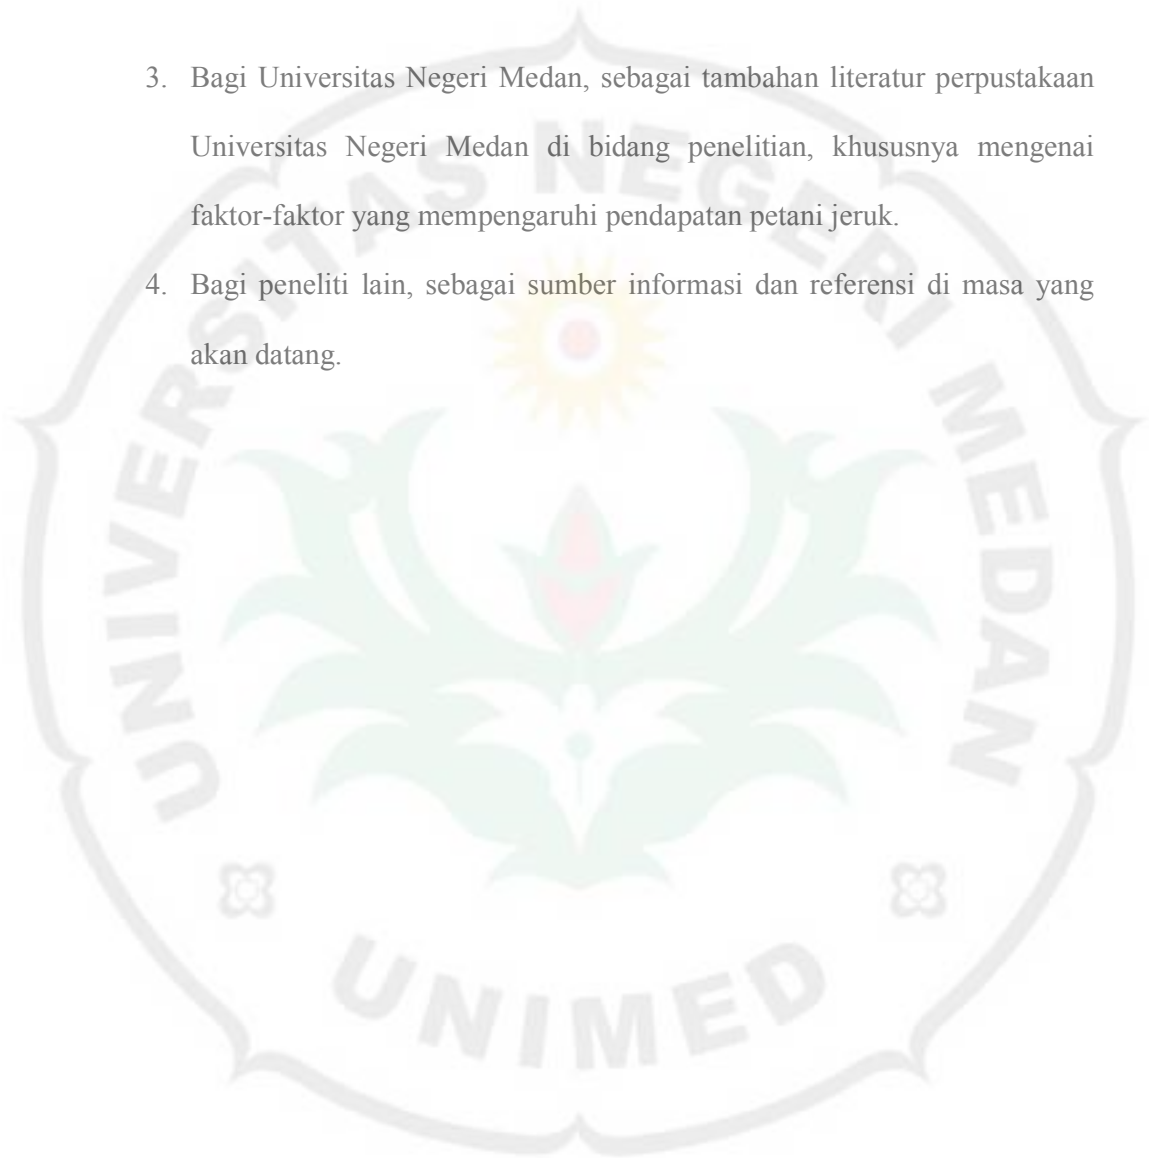 3. Bagi Universitas Negeri Medan, sebagai tambahan literatur perpustakaan
Universitas Negeri Medan di bidang penelitian, khususnya mengenai
faktor-faktor yang mempengaruhi pendapatan petani jeruk.
4. Bagi peneliti lain, sebagai sumber informasi dan referensi di masa yang
akan datang.
UNIVERSITAS NEGERI MEDAN
UNIMED